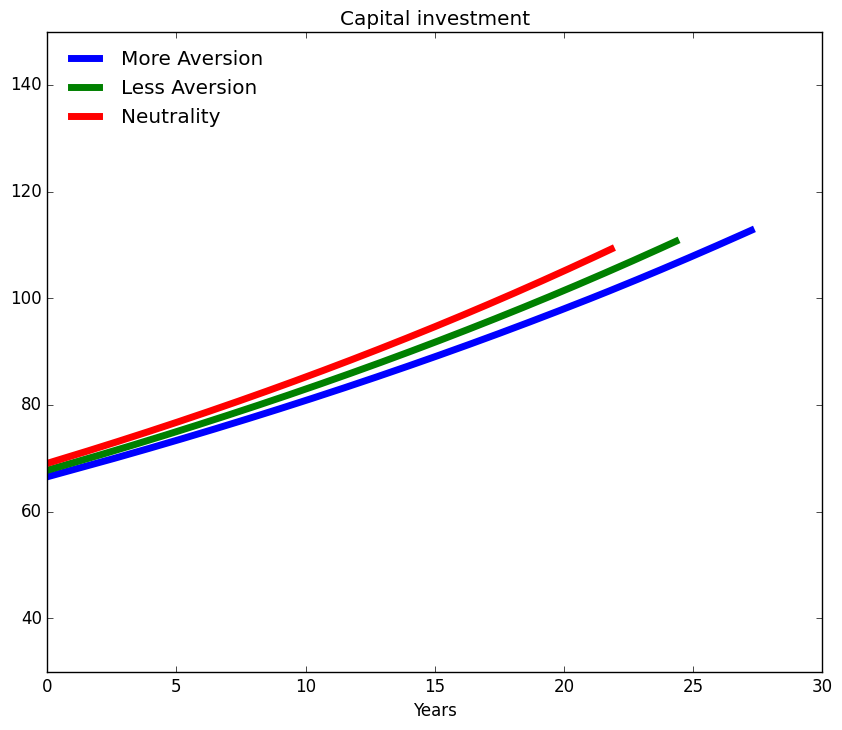 Capital investment
More Aversion
Less Aversion
Neutrality
140
120
100
80
60
40
0 5 10 15 20 25 30
Years